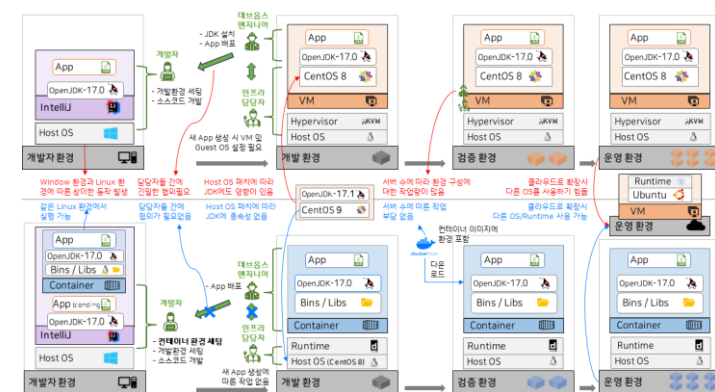 데브옵스
엔지니어
- JDK 설치
- App 배포
개발자
- 개발환경 세팅
- 소스코드 개발
인프라
담당자
새 App 생성 시 VM 및
Guest OS 설정 필요
App
OpenJDK-17.0
IntelliJ
Host OS
개발자 환경
App
OpenJDK-17.0
CentOS 8
VM
Hypervisor
KVM
Host OS
개발 환경
App
OpenJDK-17.0
CentOS 8
VM
Hypervisor
KVM
Host OS
검증 환경
App
OpenJDK-17.0
CentOS 8
VM
Hypervisor
KVM
Host OS
운영 환경
Window 환경과 Linux 환
경에 따른 상이한 동작 발생
담당자들 간에
긴밀한 협의필요
Host OS 패치에 따라
JDK에도 영향이 있음
서버 수에 따라 환경 구성에
대한 작업량이 많음
클라우드로 확장시
다른 OS를 사용하기 힘듦
같은 Linux 환경에서
실행 가능
담당자들 간에
협의가 필요없음
Host OS 패치에 따라
JDK에 종속성 없음
OpenJDK-17.1
CentOS 9
서버 수에 따른 작업
부담 없음
클라우드로 확장시
다른 OS/Runtime 사용 가능
Runtime
Ubuntu
VM
운영 환경
컨테이너 이미지에
환경 포함
dockerhub
다운
로드
App
OpenJDK-17.0
Bins / Libs
Container
App
OpenJDK-17.0
IntelliJ
Host OS
개발자 환경
데브옵스
엔지니어
- App 배포
개발자
- 컨테이너 환경 세팅
- 개발환경 세팅
- 소스코드 개발
인프라
담당자
새 App 생성에
따른 작업 없음
App
OpenJDK-17.0
Bins / Libs
Container
Runtime
Host OS (CentOS 8)
개발 환경
App
OpenJDK-17.0
Bins / Libs
Container
Runtime
Host OS
검증 환경
App
OpenJDK-17.0
Bins / Libs
Container
Runtime
Host OS
운영 환경